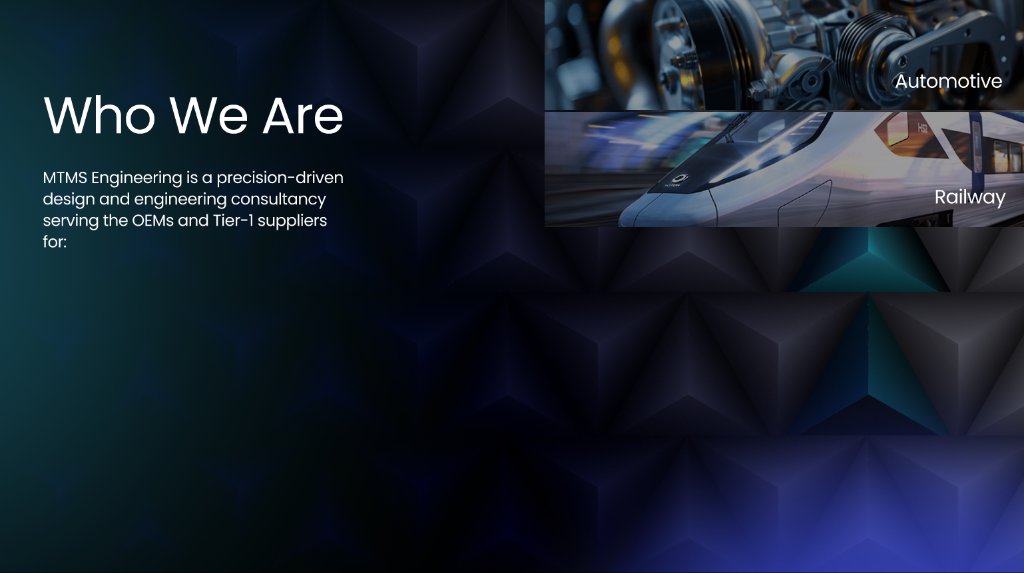 Automotive
Who We Are
MTMS Engineering is a precision-driven
design and engineering consultancy
serving the OEMs and Tier-1 suppliers
for:
Railway